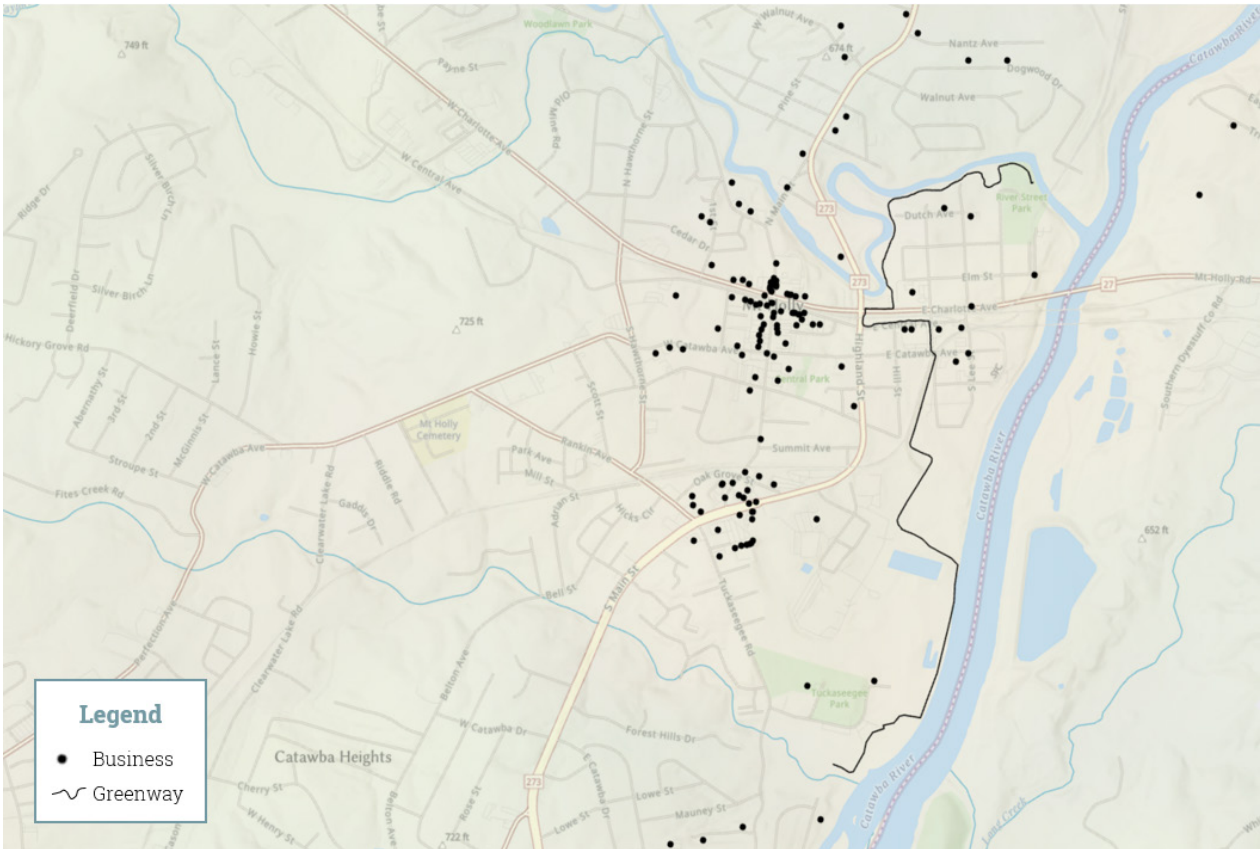 Woodlawn Park
W Walnut Ave
749 ft
674 ft
Nantz Ave
Catawba River
Payne St
Dogwood Dr
Pine St
Walnut Ave
W Charlotte Ave
Old Mine Rd
N Hawthorne St
W Central Ave
Silver Birch Ln
Ridge Dr
1st St
N Main St
273
River Street
Park
Dutch Ave
Cedar Dr
Deerfield Dr
Silver Birch Ln
Elm St
273
27
Mt Holly Rd
E Charlotte Ave
Howie St
725 ft
Hickory Grove Rd
Lance St
S Hawthorne St
W Catawba Ave
E Catawba Ave
Highland St
Hill St
S Lee St
Southern Dyestuff Co Rd
Abernathy St
3rd St
2nd St
McGinnis St
Scott St
Central Park
Mt Holly
Cemetery
Stroupe St
W Catawba Ave
Rankin Ave
Park Ave
Summit Ave
Mill St
Oak Grove St
Fites Creek Rd
Clearwater Lake Rd
Riddle Rd
Gaddis Dr
Adrian St
Hicks Cir
Catawba River
652 ft
Bell St
S Main St
Tuckaseegee Rd
Perfection Ave
Clearwater Lake Rd
Belton Ave
Tuckaseegee
Park
Legend
Business
Greenway
W Catawba Dr
Forest Hills Dr
Catawba Heights
273
E Catawba Dr
Cherry St
Rose St
Lowe St
Catawba River
W Henry St
Belton Ave
Lowe St
Mauney St
722 ft
Long Creek